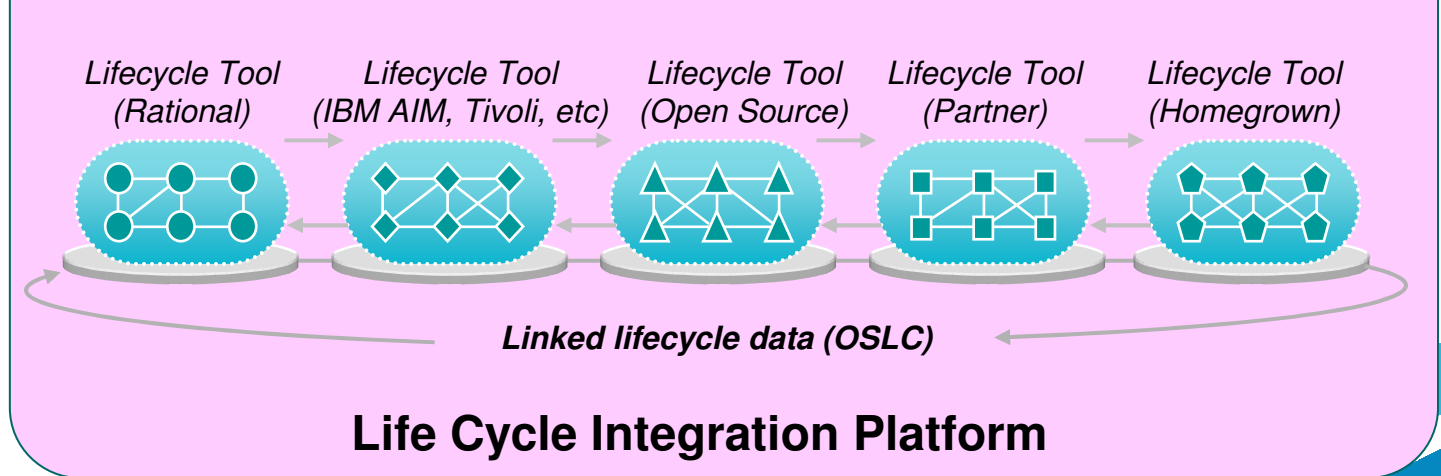 Lifecycle Tool
(Rational)
Lifecycle Tool
(IBM AIM, Tivoli, etc)
Lifecycle Tool
(Open Source)
Lifecycle Tool
(Partner)
Lifecycle Tool
(Homegrown)
Linked lifecycle data (OSLC)
Life Cycle Integration Platform